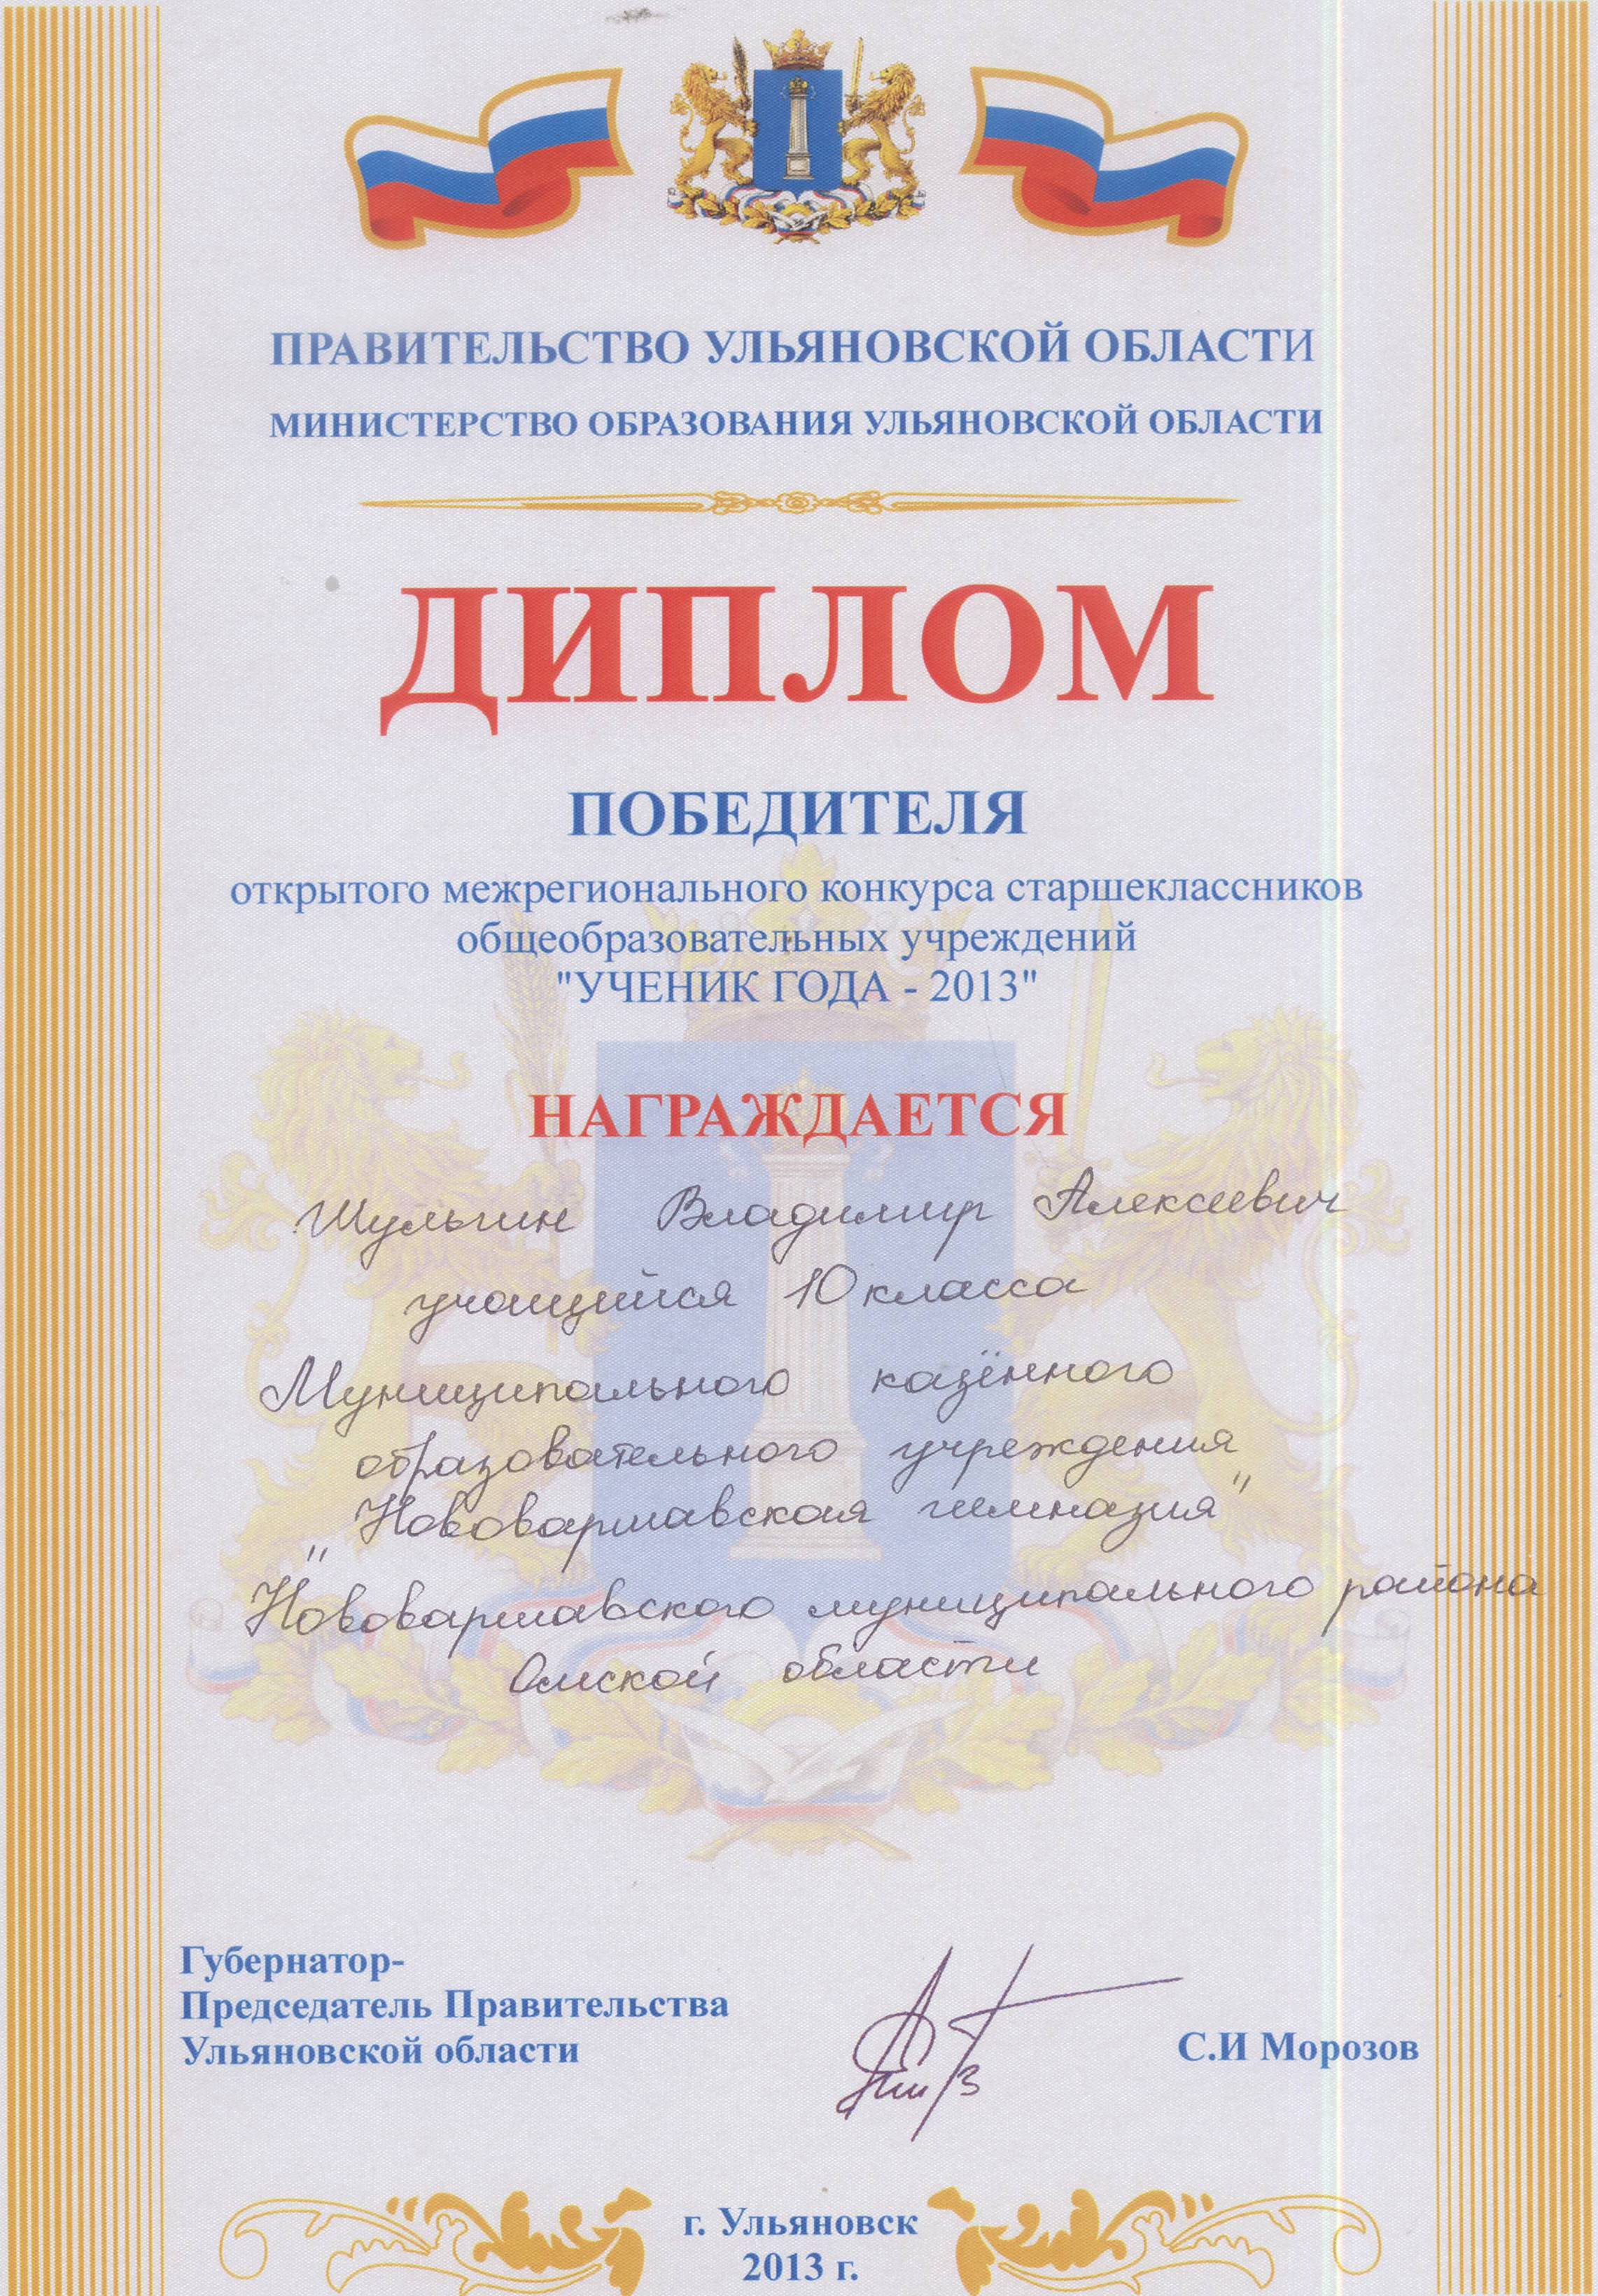 ПРАВИТЕЛЬСТВО УЛЬЯНОВСКОЙ ОБЛАСТИ
МИНИСТЕРСТВО ОБРАЗОВАНИЯ УЛЬЯНОВСКОЙ ОБЛАСТИ
ДИПЛОМ
ПОБЕДИТЕЛЯ
открытого межрегионального конкурса старшеклассников
общеобразовательных учреждений
"УЧЕНИК ГОДА - 2013"
НАГРАЖДАЕТСЯ
Шульгин Владимир Алексеевич
учащийся 10 класса
Муниципального казённого
образовательного учреждения
"Нововаршавская гимназия"
Нововаршавского муниципального района
Омской области
Губернатор-
Председатель Правительства
Ульяновской области
С.И Морозов
г. Ульяновск
2013 г.